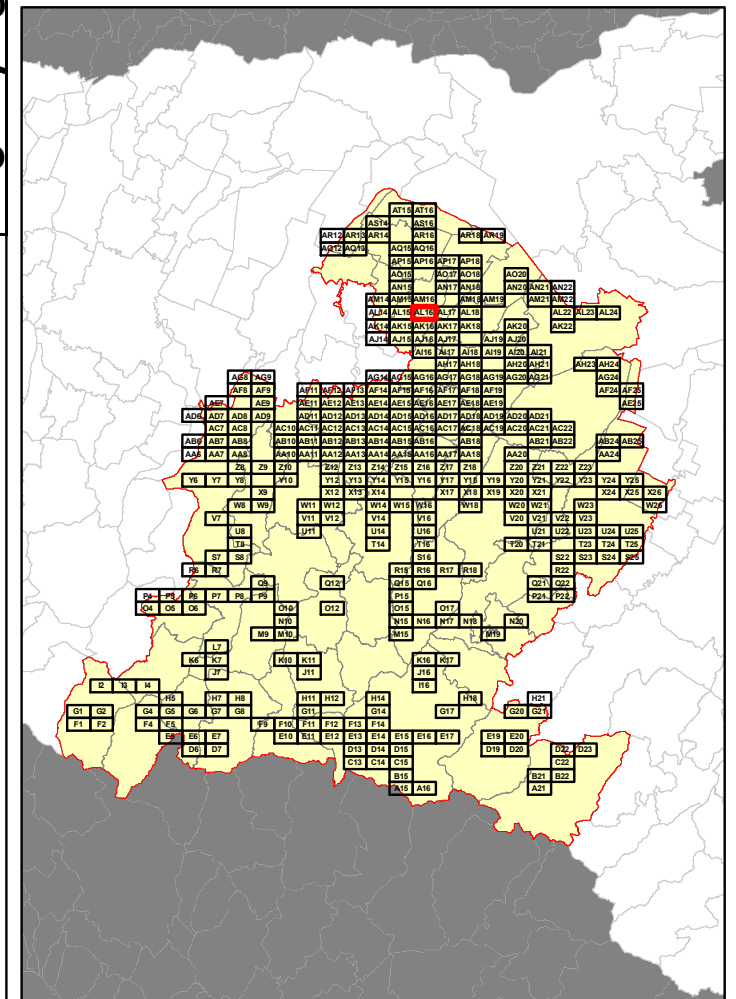 AT15 AT16
AS14 AS16
AR12 AR13 AR14 AR16 AR18 AR19
AQ12 AQ13 AQ15 AQ16
AP15 AP16 AP17 AP18
AO15 AO17 AO18 AO20
AN15 AN17 AN18 AN20 AN21 AN22
AM14 AM15 AM16 AM18 AM19 AM21 AM22
AL14 AL15 AL16 AL17 AL18 AL22 AL23 AL24
AK14 AK15 AK16 AK17 AK18 AK20 AK22
AJ14 AJ15 AJ16 AJ17 AJ19 AJ20
AI16 AI17 AI18 AI19 AI20 AI21
AH17 AH18 AH19 AH20 AH21 AH23 AH24
AG8 AG9 AG14 AG15 AG16 AG17 AG18 AG19 AG20 AG21 AG24
AF8 AF9 AF11 AF12 AF13 AF14 AF15 AF16 AF17 AF18 AF19 AF24 AF25
AE7 AE9 AE11 AE12 AE13 AE14 AE15 AE16 AE17 AE18 AE19 AE25
AD6 AD7 AD8 AD9 AD11 AD12 AD13 AD14 AD15 AD16 AD17 AD18 AD19 AD20 AD21
AC7 AC8 AC10 AC11 AC12 AC13 AC14 AC15 AC16 AC17 AC18 AC19 AC20 AC21 AC22
AB6 AB7 AB8 AB10 AB11 AB12 AB13 AB14 AB15 AB16 AB18 AB21 AB22 AB24 AB25
AA6 AA7 AA8 AA10 AA11 AA12 AA13 AA14 AA15 AA16 AA17 AA18 AA20 AA24
Z8 Z9 Z10 Z12 Z13 Z14 Z15 Z16 Z17 Z18 Z20 Z21 Z22 Z23
Y6 Y7 Y8 Y10 Y12 Y13 Y14 Y15 Y16 Y17 Y18 Y19 Y20 Y21 Y22 Y23 Y24 Y25
X9 X12 X13 X14 X17 X18 X19 X20 X21 X24 X25 X26
W8 W9 W11 W12 W14 W15 W16 W18 W20 W21 W23 W26
V7 V11 V12 V14 V16 V20 V21 V22 V23
U8 U11 U14 U16 U21 U22 U23 U24 U25
T8 T14 T16 T20 T21 T23 T24 T25
S7 S8 S16 S22 S23 S24 S25
R6 R7 R15 R16 R17 R18 R22
Q9 Q12 Q15 Q16 Q21 Q22
P4 P5 P6 P7 P8 P9 P15 P21 P22
O4 O5 O6 O10 O12 O15 O17
N10 N15 N16 N17 N18 N20
M9 M10 M15 M19
L7
K6 K7 K10 K11 K16 K17
J7 J11 J16
I2 I3 I4 I16
H5 H7 H8 H11 H12 H14 H18 H21
G1 G2 G4 G5 G6 G7 G8 G11 G17 G20 G21
F1 F2 F4 F5 F9 F10 F11 F12 F13 F14
E5 E6 E7 E10 E11 E12 E13 E14 E15 E16 E17 E19 E20
D6 D7 D13 D14 D15 D19 D20 D22 D23
C13 C14 C15 C22
B15 B21 B22
A15 A16 A21